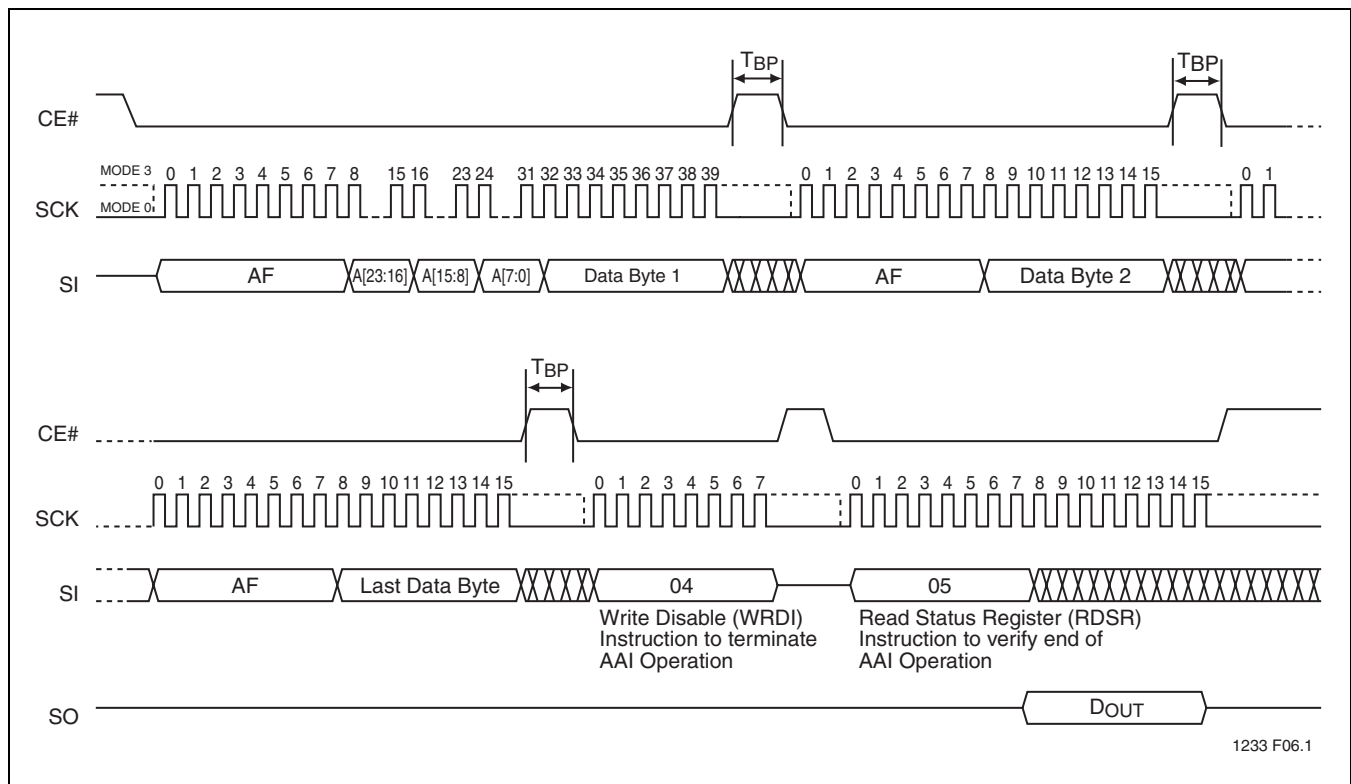 TBP TBP
CE#
MODE 3 0 1 2 3 4 5 6 7 8 15 16 23 24 31 32 33 34 35 36 37 38 39 0 1 2 3 4 5 6 7 8 9 10 11 12 13 14 15 0 1
SCK MODE 0
SI AF A[23:16] A[15:8] A[7:0] Data Byte 1 AF Data Byte 2
TBP
CE#
0 1 2 3 4 5 6 7 8 9 10 11 12 13 14 15 0 1 2 3 4 5 6 7 0 1 2 3 4 5 6 7 8 9 10 11 12 13 14 15
SCK
SI AF Last Data Byte 04 05
Write Disable (WRDI) Read Status Register (RDSR)
Instruction to terminate Instruction to verify end of
AAI Operation AAI Operation
SO DOUT
1233 F06.1